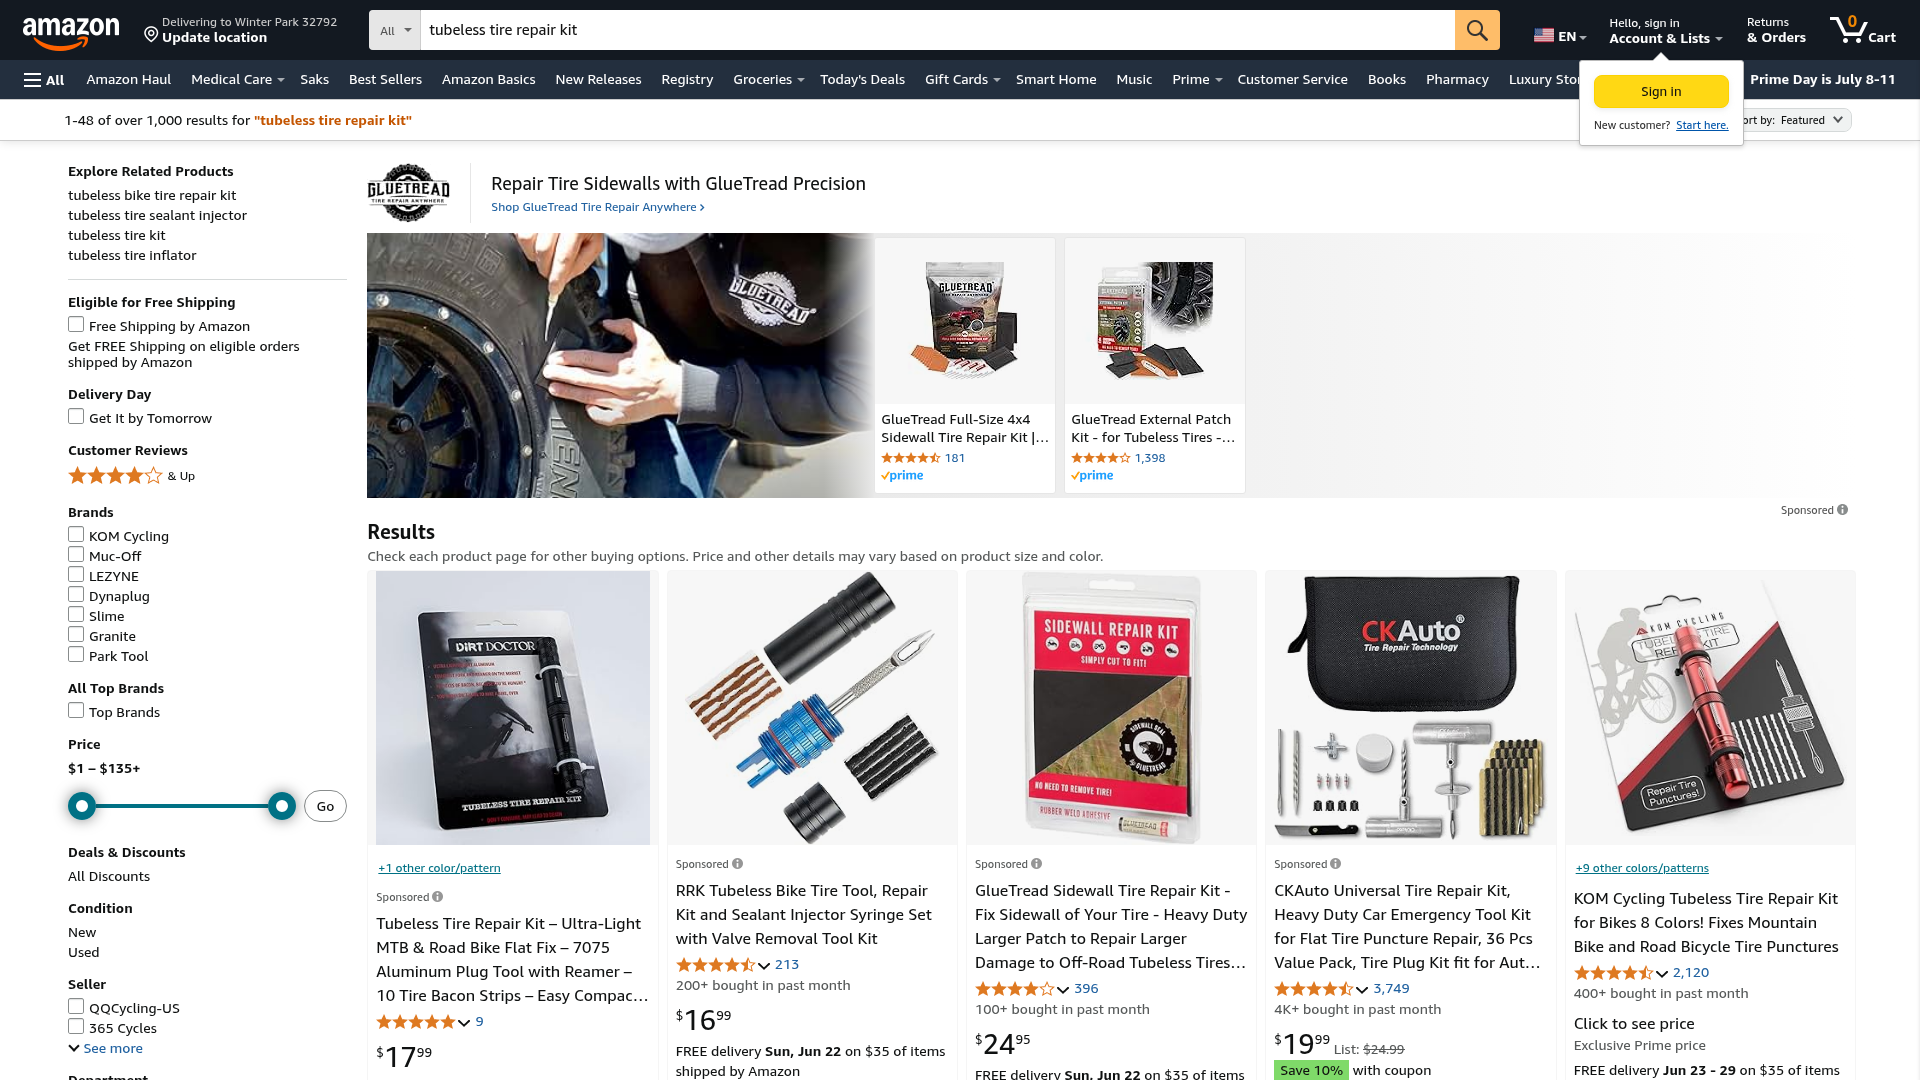 amazon
Delivering to Winter Park 32792
Update location
All
tubeless tire repair kit
EN
Hello, sign in
Account & Lists
Returns
& Orders
0
Cart
All
Amazon Haul
Medical Care
Saks
Best Sellers
Amazon Basics
New Releases
Registry
Groceries
Today's Deals
Gift Cards
Smart Home
Music
Prime
Customer Service
Books
Pharmacy
Luxury Sto
Prime Day is July 8-11
Sign in
New customer? Start here.
1-48 of over 1,000 results for "tubeless tire repair kit"
ort by: Featured
Explore Related Products
tubeless bike tire repair kit
tubeless tire sealant injector
tubeless tire kit
tubeless tire inflator
Eligible for Free Shipping
Free Shipping by Amazon
Get FREE Shipping on eligible orders
shipped by Amazon
Delivery Day
Get It by Tomorrow
Customer Reviews
& Up
Brands
KOM Cycling
Muc-Off
LEZYNE
Dynaplug
Slime
Granite
Park Tool
All Top Brands
Top Brands
Price
$1 – $135+
Go
Deals & Discounts
All Discounts
Condition
New
Used
Seller
QQCycling-US
365 Cycles
See more
Department
GLUETREAD
TIRE REPAIR ANYWHERE
Repair Tire Sidewalls with GlueTread Precision
Shop GlueTread Tire Repair Anywhere ›
GLUETREAD
GLUETREAD
GLUETREAD
GlueTread Full-Size 4x4
Sidewall Tire Repair Kit |…
181
prime
GlueTread External Patch
Kit - for Tubeless Tires -…
1,398
prime
Sponsored
Results
Check each product page for other buying options. Price and other details may vary based on product size and color.
DIRT DOCTOR
TUBELESS TIRE REPAIR KIT
+1 other color/pattern
Sponsored
Tubeless Tire Repair Kit – Ultra-Light
MTB & Road Bike Flat Fix – 7075
Aluminum Plug Tool with Reamer –
10 Tire Bacon Strips – Easy Compac…
9
$17.99
Sponsored
RRK Tubeless Bike Tire Tool, Repair
Kit and Sealant Injector Syringe Set
with Valve Removal Tool Kit
213
200+ bought in past month
$16.99
FREE delivery Sun, Jun 22 on $35 of items
shipped by Amazon
SIDEWALL REPAIR KIT
SIMPLY CUT TO FIT!
GLUETREAD
NO NEED TO REMOVE TIRE!
RUBBER WELD ADHESIVE
GLUETREAD
Sponsored
GlueTread Sidewall Tire Repair Kit -
Fix Sidewall of Your Tire - Heavy Duty
Larger Patch to Repair Larger
Damage to Off-Road Tubeless Tires…
396
100+ bought in past month
$24.95
FREE delivery Sun, Jun 22 on $35 of items
CKAuto
Tire Repair Technology
Sponsored
CKAuto Universal Tire Repair Kit,
Heavy Duty Car Emergency Tool Kit
for Flat Tire Puncture Repair, 36 Pcs
Value Pack, Tire Plug Kit fit for Aut…
3,749
4K+ bought in past month
$19.99 List: $24.99
Save 10% with coupon
KOM CYCLING
TUBELESS TIRE
REPAIR KIT
Repair Tire
Punctures!
+9 other colors/patterns
KOM Cycling Tubeless Tire Repair Kit
for Bikes 8 Colors! Fixes Mountain
Bike and Road Bicycle Tire Punctures
2,120
400+ bought in past month
Click to see price
Exclusive Prime price
FREE delivery Jun 23 - 29 on $35 of items